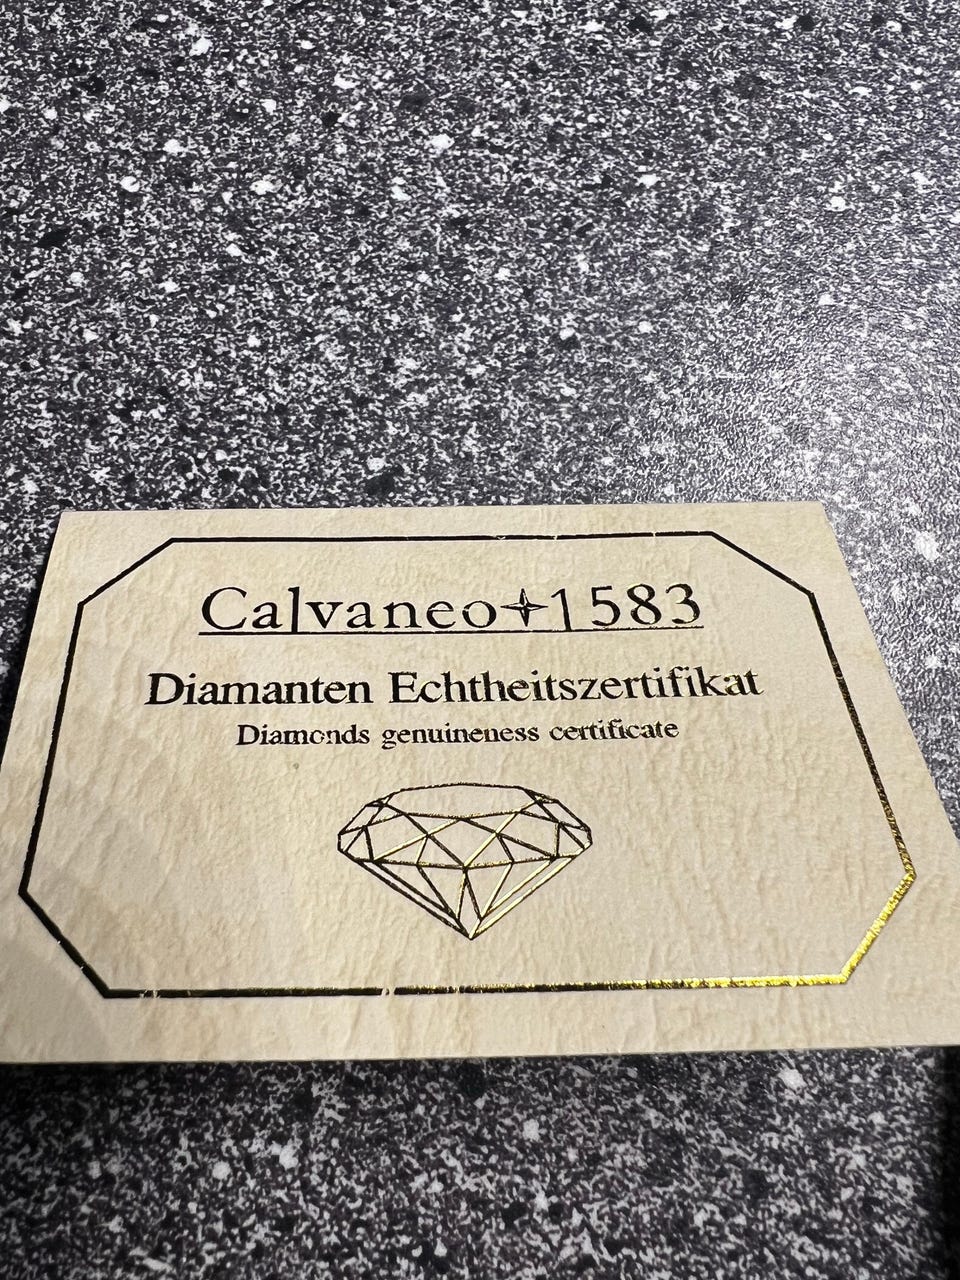 Calvaneo✦1583
Diamanten Echtheitszertifikat
Diamonds genuineness certificate